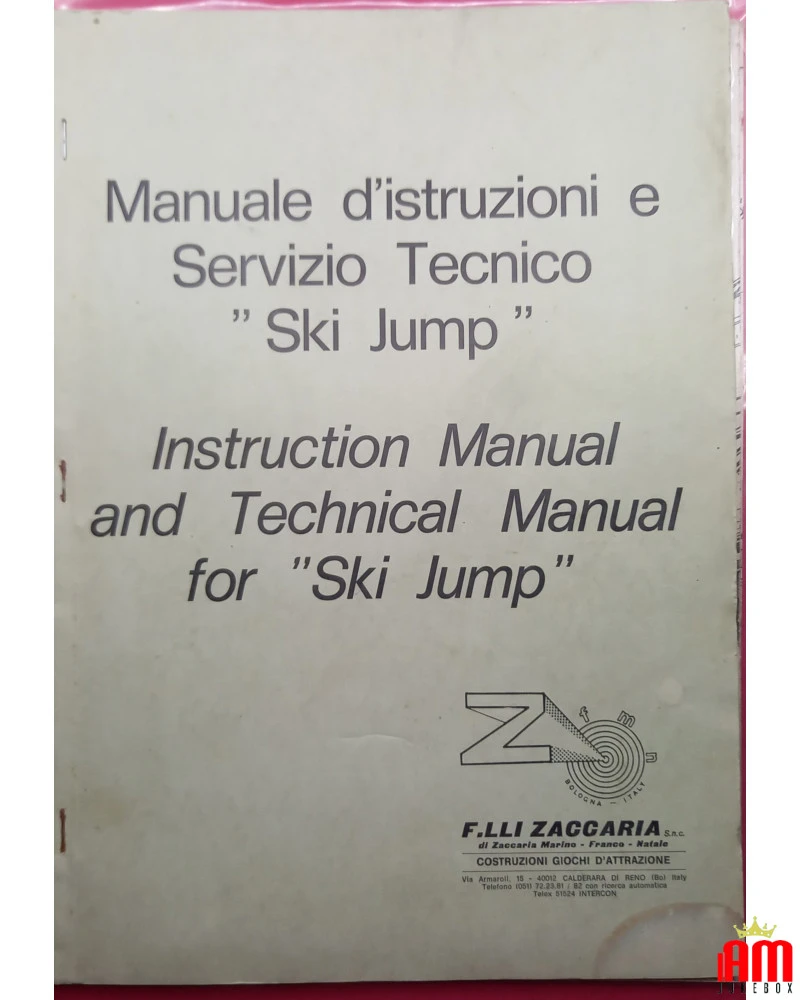 Manuale d'istruzioni e
Servizio Tecnico
"Ski Jump"
Instruction Manual
and Technical Manual
for "Ski Jump"
Z
f m u
BOLOGNA - ITALY
F.LLI ZACCARIA S.n.c.
di Zaccaria Marino - Franco - Natale
COSTRUZIONI GIOCHI D'ATTRAZIONE
Via Armaroli, 15 - 40012 CALDERARA DI RENO (Bo) Italy
Telefono (051) 72.23.81 / 82 con ricerca automatica
Telex 51524 INTERCON
AM
JUKEBOX